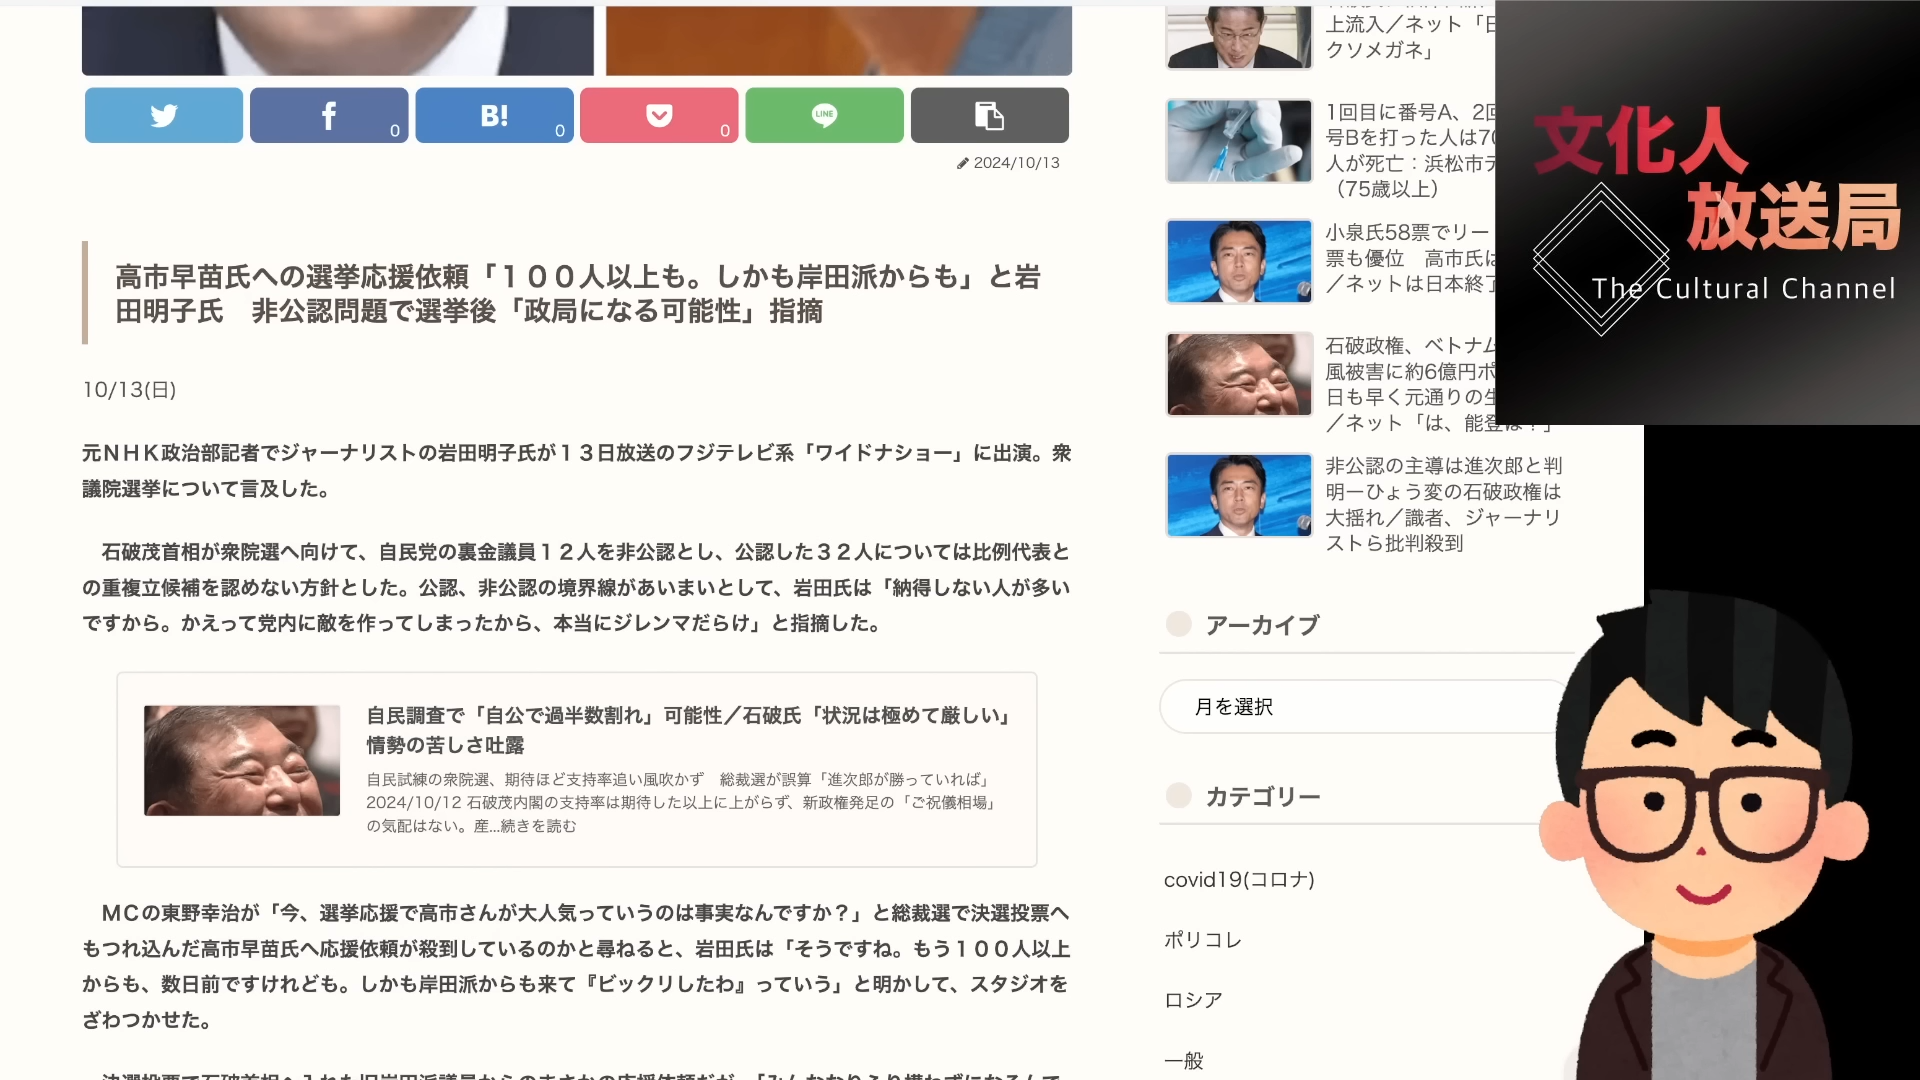 0
B!
0
0
LINE
2024/10/13
高市早苗氏への選挙応援依頼「１００人以上も。しかも岸田派からも」と岩
田明子氏　非公認問題で選挙後「政局になる可能性」指摘
10/13(日)
元ＮＨＫ政治部記者でジャーナリストの岩田明子氏が１３日放送のフジテレビ系「ワイドナショー」に出演。衆
議院選挙について言及した。
石破茂首相が衆院選へ向けて、自民党の裏金議員１２人を非公認とし、公認した３２人については比例代表と
の重複立候補を認めない方針とした。公認、非公認の境界線があいまいとして、岩田氏は「納得しない人が多い
ですから。かえって党内に敵を作ってしまったから、本当にジレンマだらけ」と指摘した。
自民調査で「自公で過半数割れ」可能性／石破氏「状況は極めて厳しい」
情勢の苦しさ吐露
自民試練の衆院選、期待ほど支持率追い風吹かず　総裁選が誤算「進次郎が勝っていれば」
2024/10/12 石破茂内閣の支持率は期待した以上に上がらず、新政権発足の「ご祝儀相場」
の気配はない。産...続きを読む
ＭＣの東野幸治が「今、選挙応援で高市さんが大人気っていうのは事実なんですか？」と総裁選で決選投票へ
もつれ込んだ高市早苗氏へ応援依頼が殺到しているのかと尋ねると、岩田氏は「そうですね。もう１００人以上
からも、数日前ですけれども。しかも岸田派からも来て『ビックリしたわ』っていう」と明かして、スタジオを
ざわつかせた。
上流入／ネット「日
クソメガネ」
1回目に番号A、2回
号Bを打った人は70
人が死亡：浜松市デ
（75歳以上）
小泉氏58票でリー
票も優位　高市氏は
／ネットは日本終了
石破政権、ベトナム
風被害に約6億円ポ
日も早く元通りの生
／ネット「は、能登は？」
非公認の主導は進次郎と判
明ーひょう変の石破政権は
大揺れ／識者、ジャーナリ
ストら批判殺到
アーカイブ
月を選択
カテゴリー
covid19(コロナ)
ポリコレ
ロシア
一般
文化人
放送局
The Cultural Channel